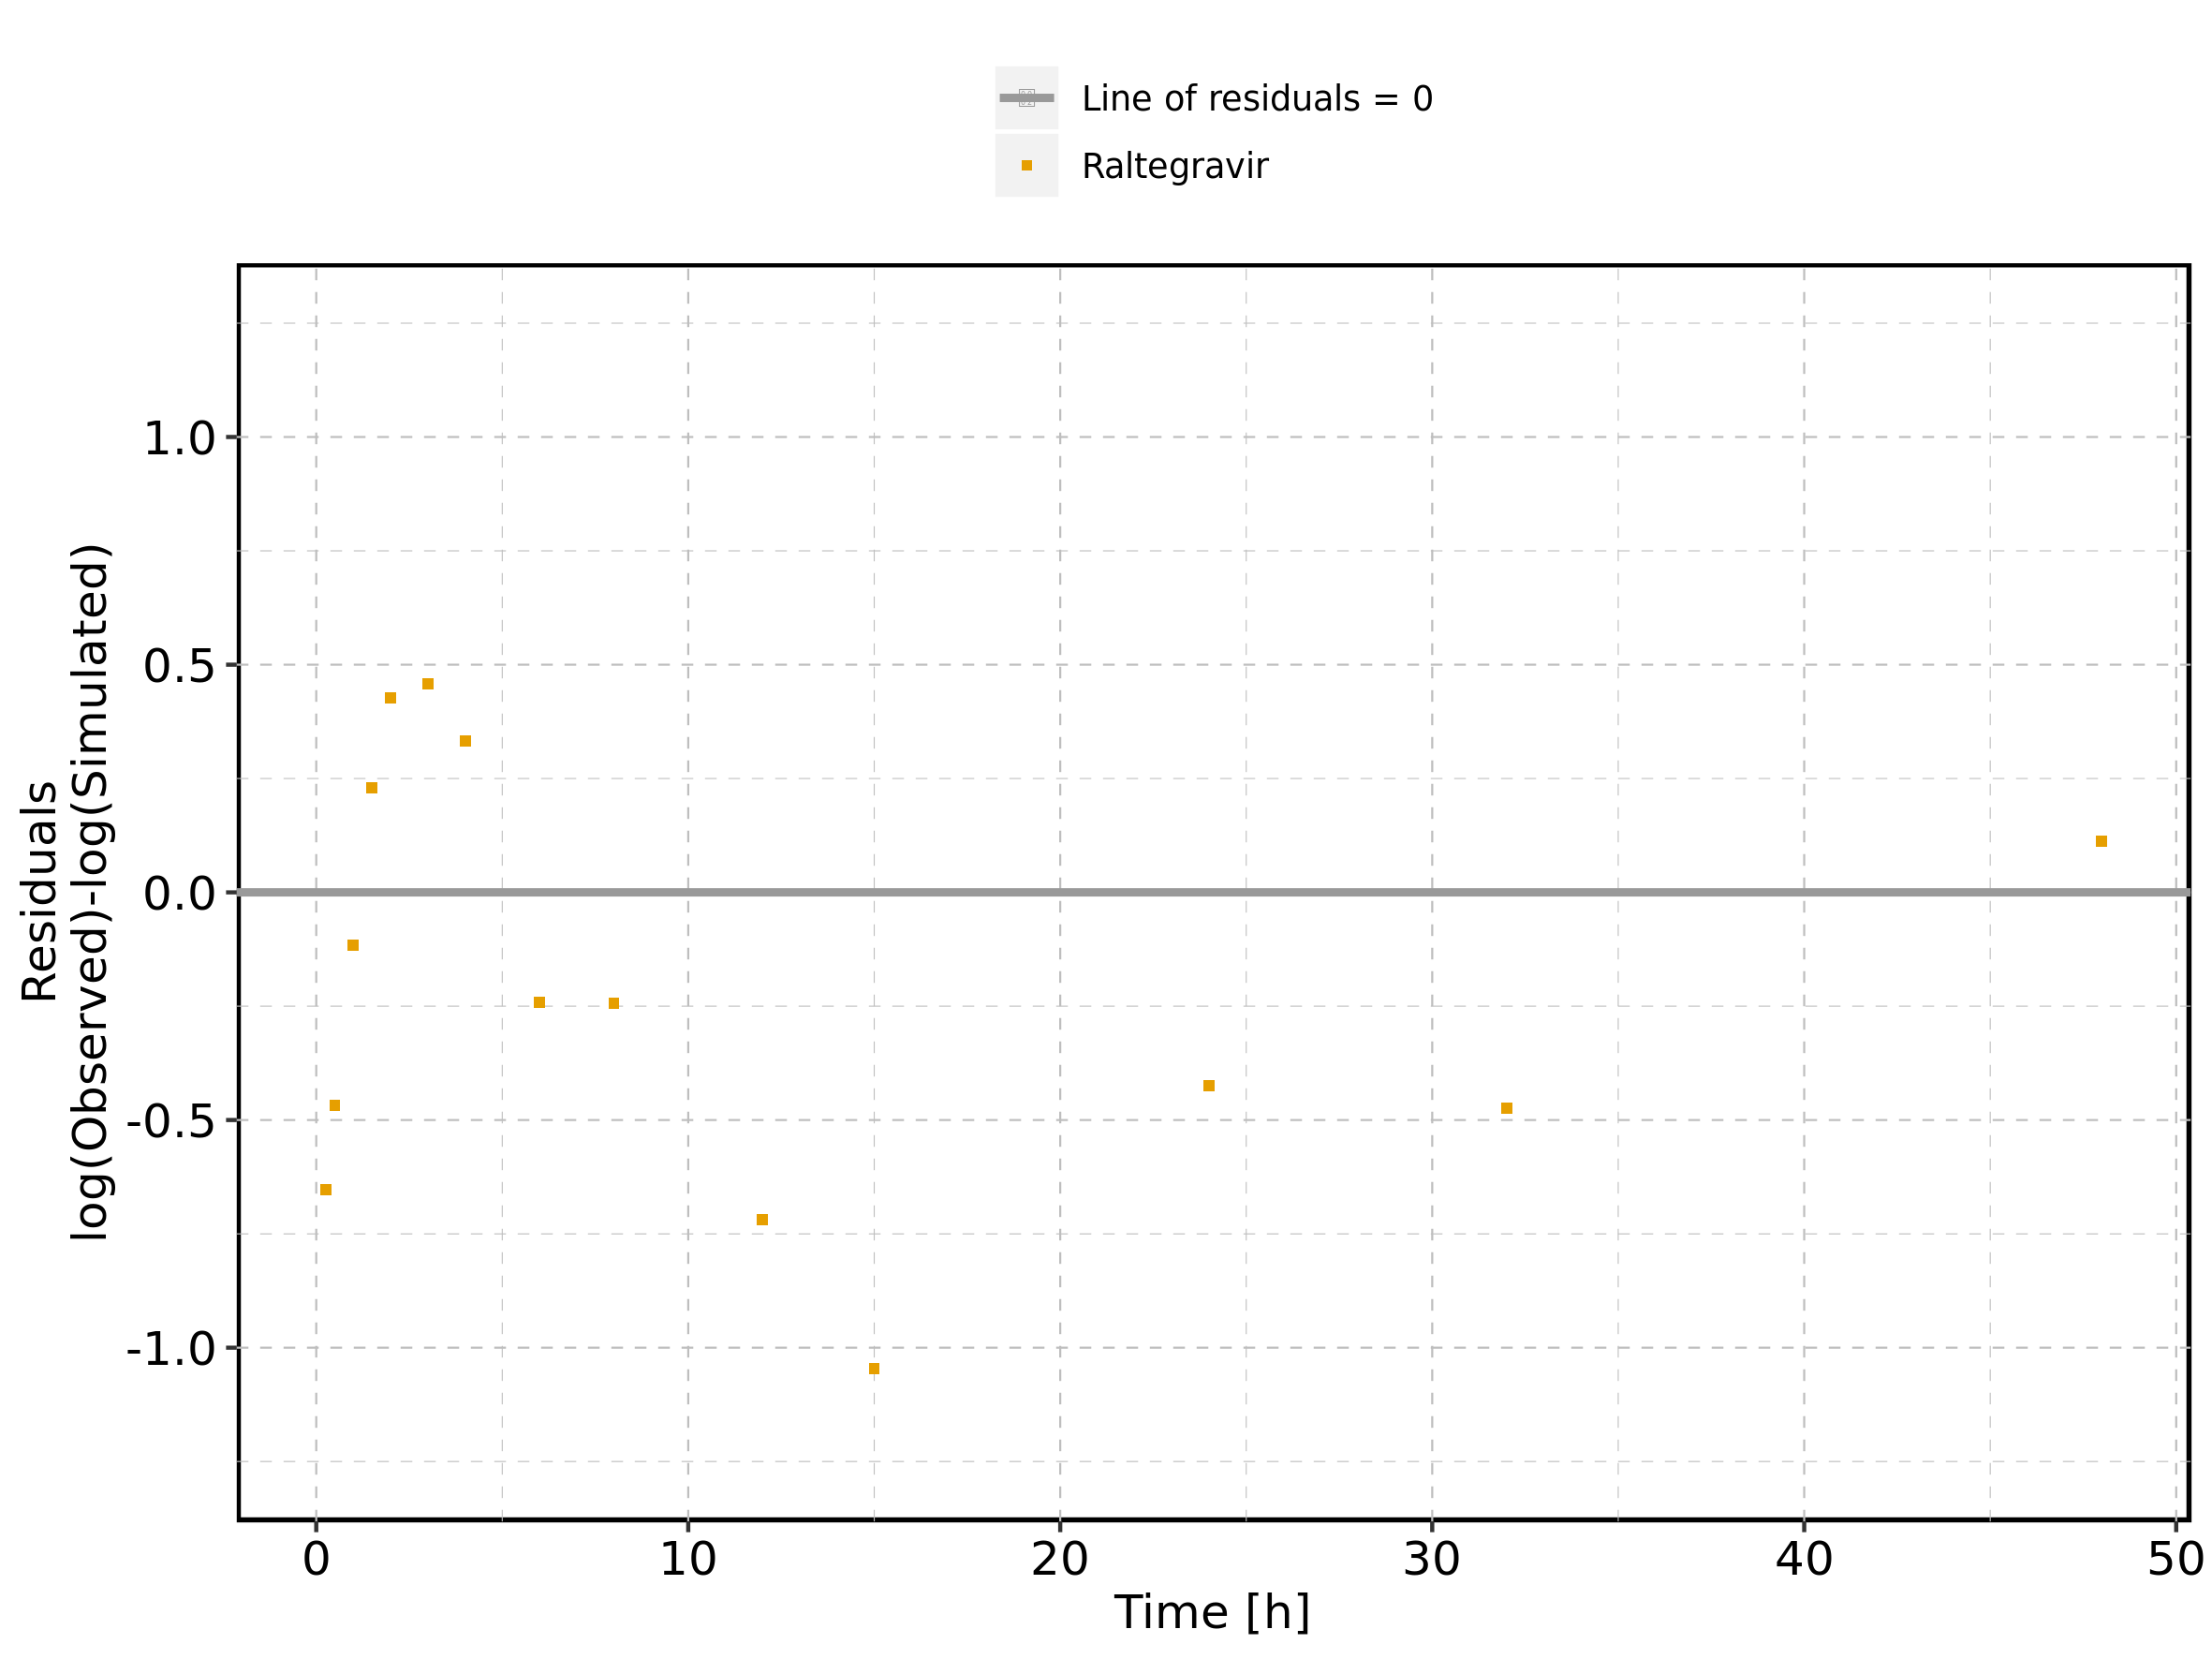 Line of residuals = 0
Raltegravir
Residuals
log(Observed)-log(Simulated)
1.0
0.5
0.0
-0.5
-1.0
0 10 20 30 40 50
Time [h]